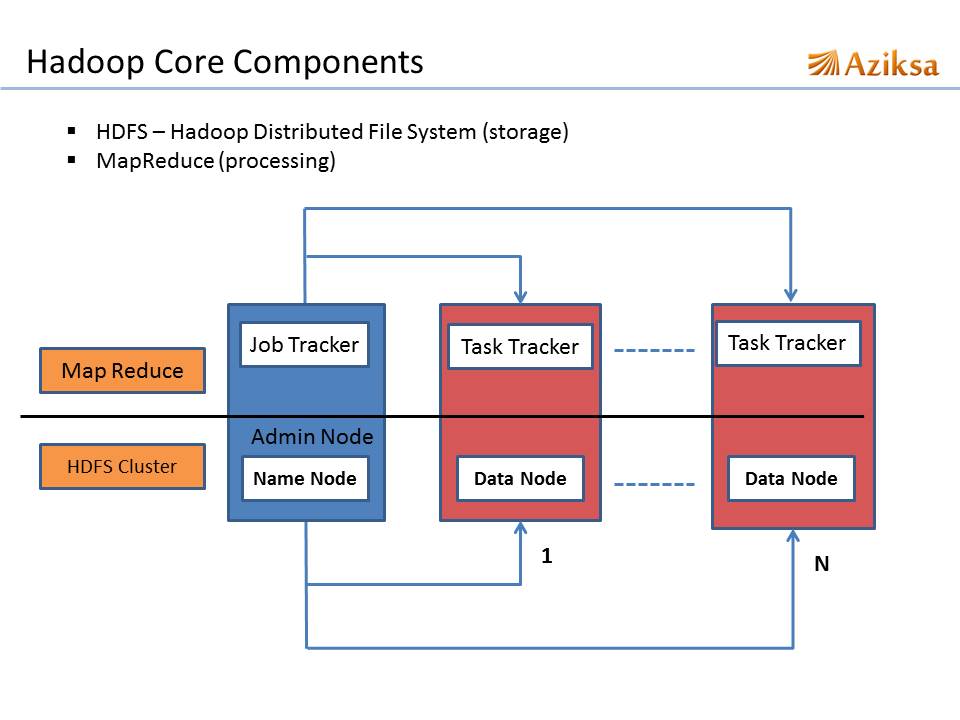 Hadoop Core Components
Aziksa
▪ HDFS – Hadoop Distributed File System (storage)
▪ MapReduce (processing)
Job Tracker
Task Tracker
Task Tracker
Map Reduce
Admin Node
HDFS Cluster
Name Node
Data Node
Data Node
1
N